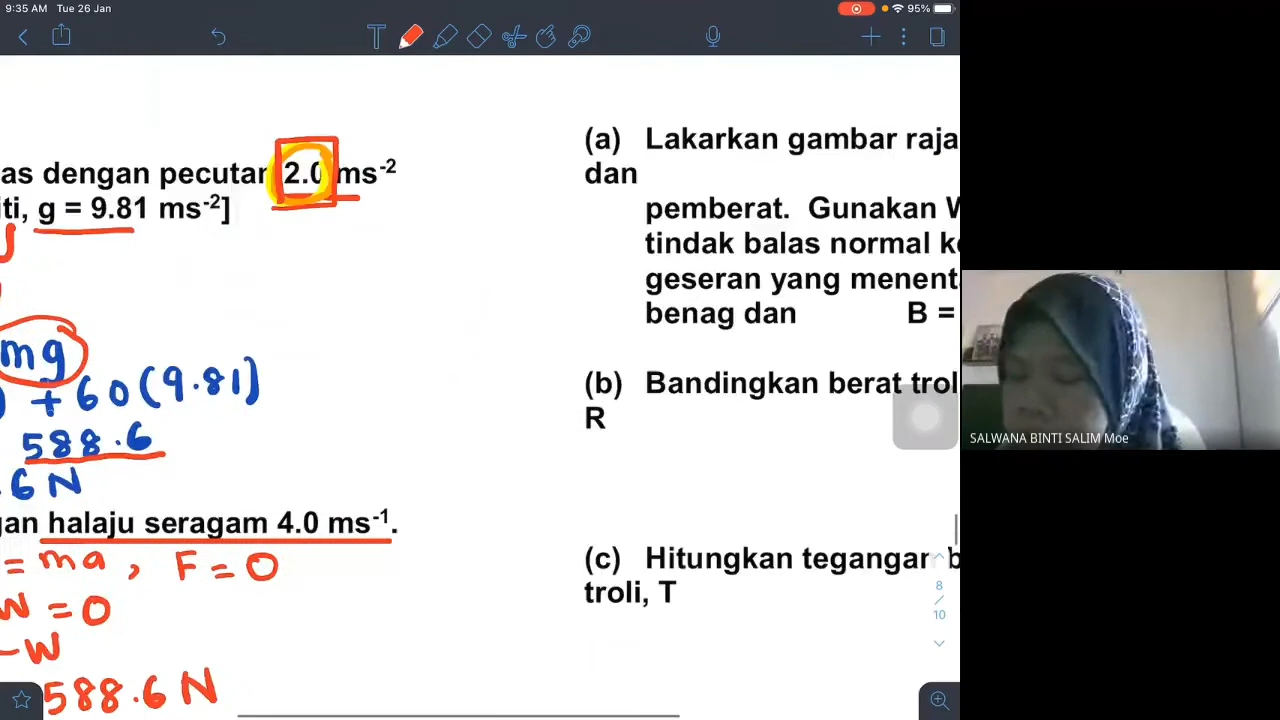 9:35 AM Tue 26 Jan
95%
as dengan pecutan 2.0 ms-2
iti, g = 9.81 ms-2]
mg
+ 60 (9.81)
588.6
.6 N
gan halaju seragam 4.0 ms-1.
= ma, F = 0
W = 0
-W
588.6 N
(a) Lakarkan gambar raja
dan
pemberat. Gunakan W
tindak balas normal ke
geseran yang menenta
benag dan B =
(b) Bandingkan berat trol
R
(c) Hitungkan tegangan b
troli, T
8
/
10
SALWANA BINTI SALIM Moe